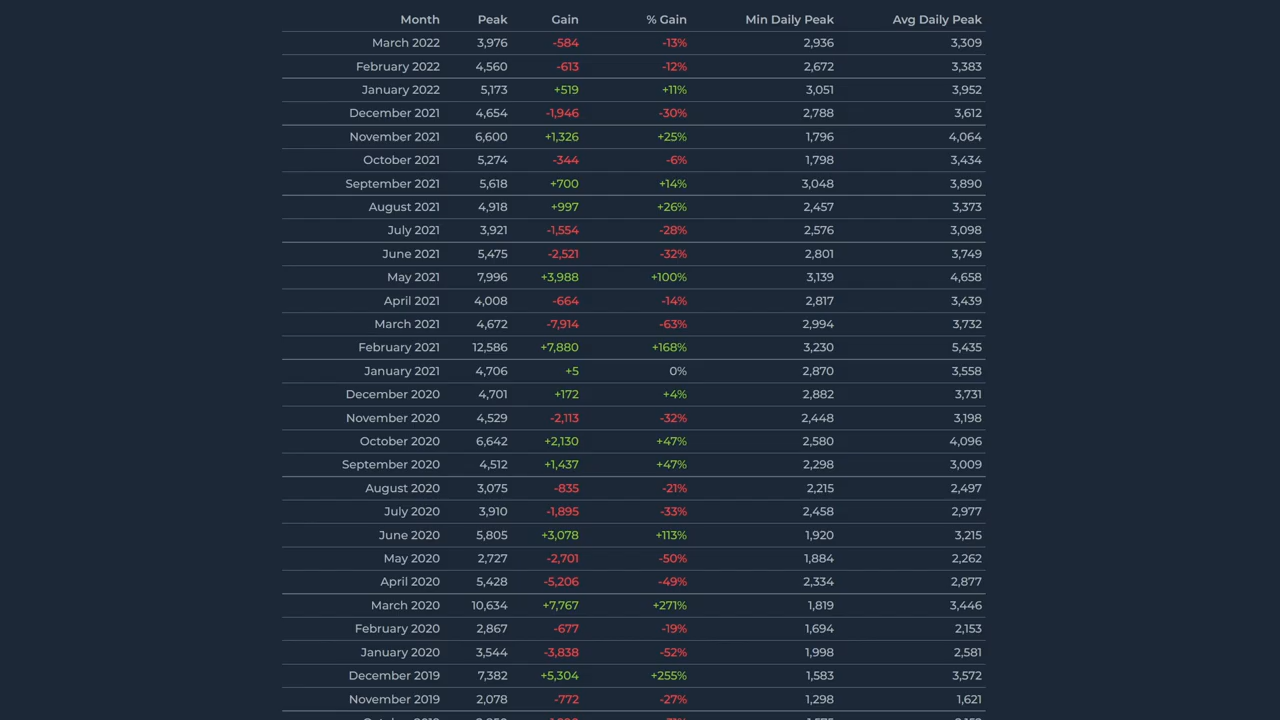 Month Peak Gain % Gain Min Daily Peak Avg Daily Peak
March 2022 3,976 -584 -13% 2,936 3,309
February 2022 4,560 -613 -12% 2,672 3,383
January 2022 5,173 +519 +11% 3,051 3,952
December 2021 4,654 -1,946 -30% 2,788 3,612
November 2021 6,600 +1,326 +25% 1,796 4,064
October 2021 5,274 -344 -6% 1,798 3,434
September 2021 5,618 +700 +14% 3,048 3,890
August 2021 4,918 +997 +26% 2,457 3,373
July 2021 3,921 -1,554 -28% 2,576 3,098
June 2021 5,475 -2,521 -32% 2,801 3,749
May 2021 7,996 +3,988 +100% 3,139 4,658
April 2021 4,008 -664 -14% 2,817 3,439
March 2021 4,672 -7,914 -63% 2,994 3,732
February 2021 12,586 +7,880 +168% 3,230 5,435
January 2021 4,706 +5 0% 2,870 3,558
December 2020 4,701 +172 +4% 2,882 3,731
November 2020 4,529 -2,113 -32% 2,448 3,198
October 2020 6,642 +2,130 +47% 2,580 4,096
September 2020 4,512 +1,437 +47% 2,298 3,009
August 2020 3,075 -835 -21% 2,215 2,497
July 2020 3,910 -1,895 -33% 2,458 2,977
June 2020 5,805 +3,078 +113% 1,920 3,215
May 2020 2,727 -2,701 -50% 1,884 2,262
April 2020 5,428 -5,206 -49% 2,334 2,877
March 2020 10,634 +7,767 +271% 1,819 3,446
February 2020 2,867 -677 -19% 1,694 2,153
January 2020 3,544 -3,838 -52% 1,998 2,581
December 2019 7,382 +5,304 +255% 1,583 3,572
November 2019 2,078 -772 -27% 1,298 1,621